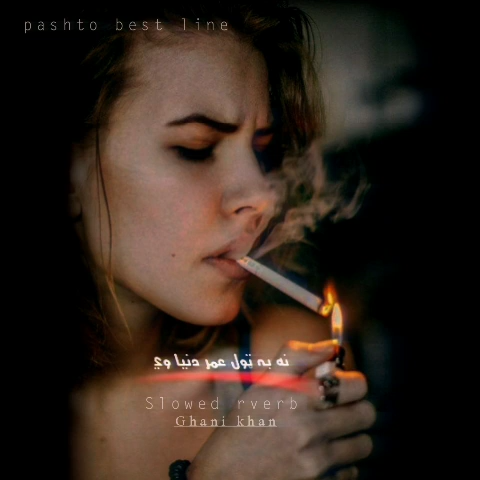 pashto best line
نه به تول عمر دنیا وي
Slowed rverb
Ghani khan